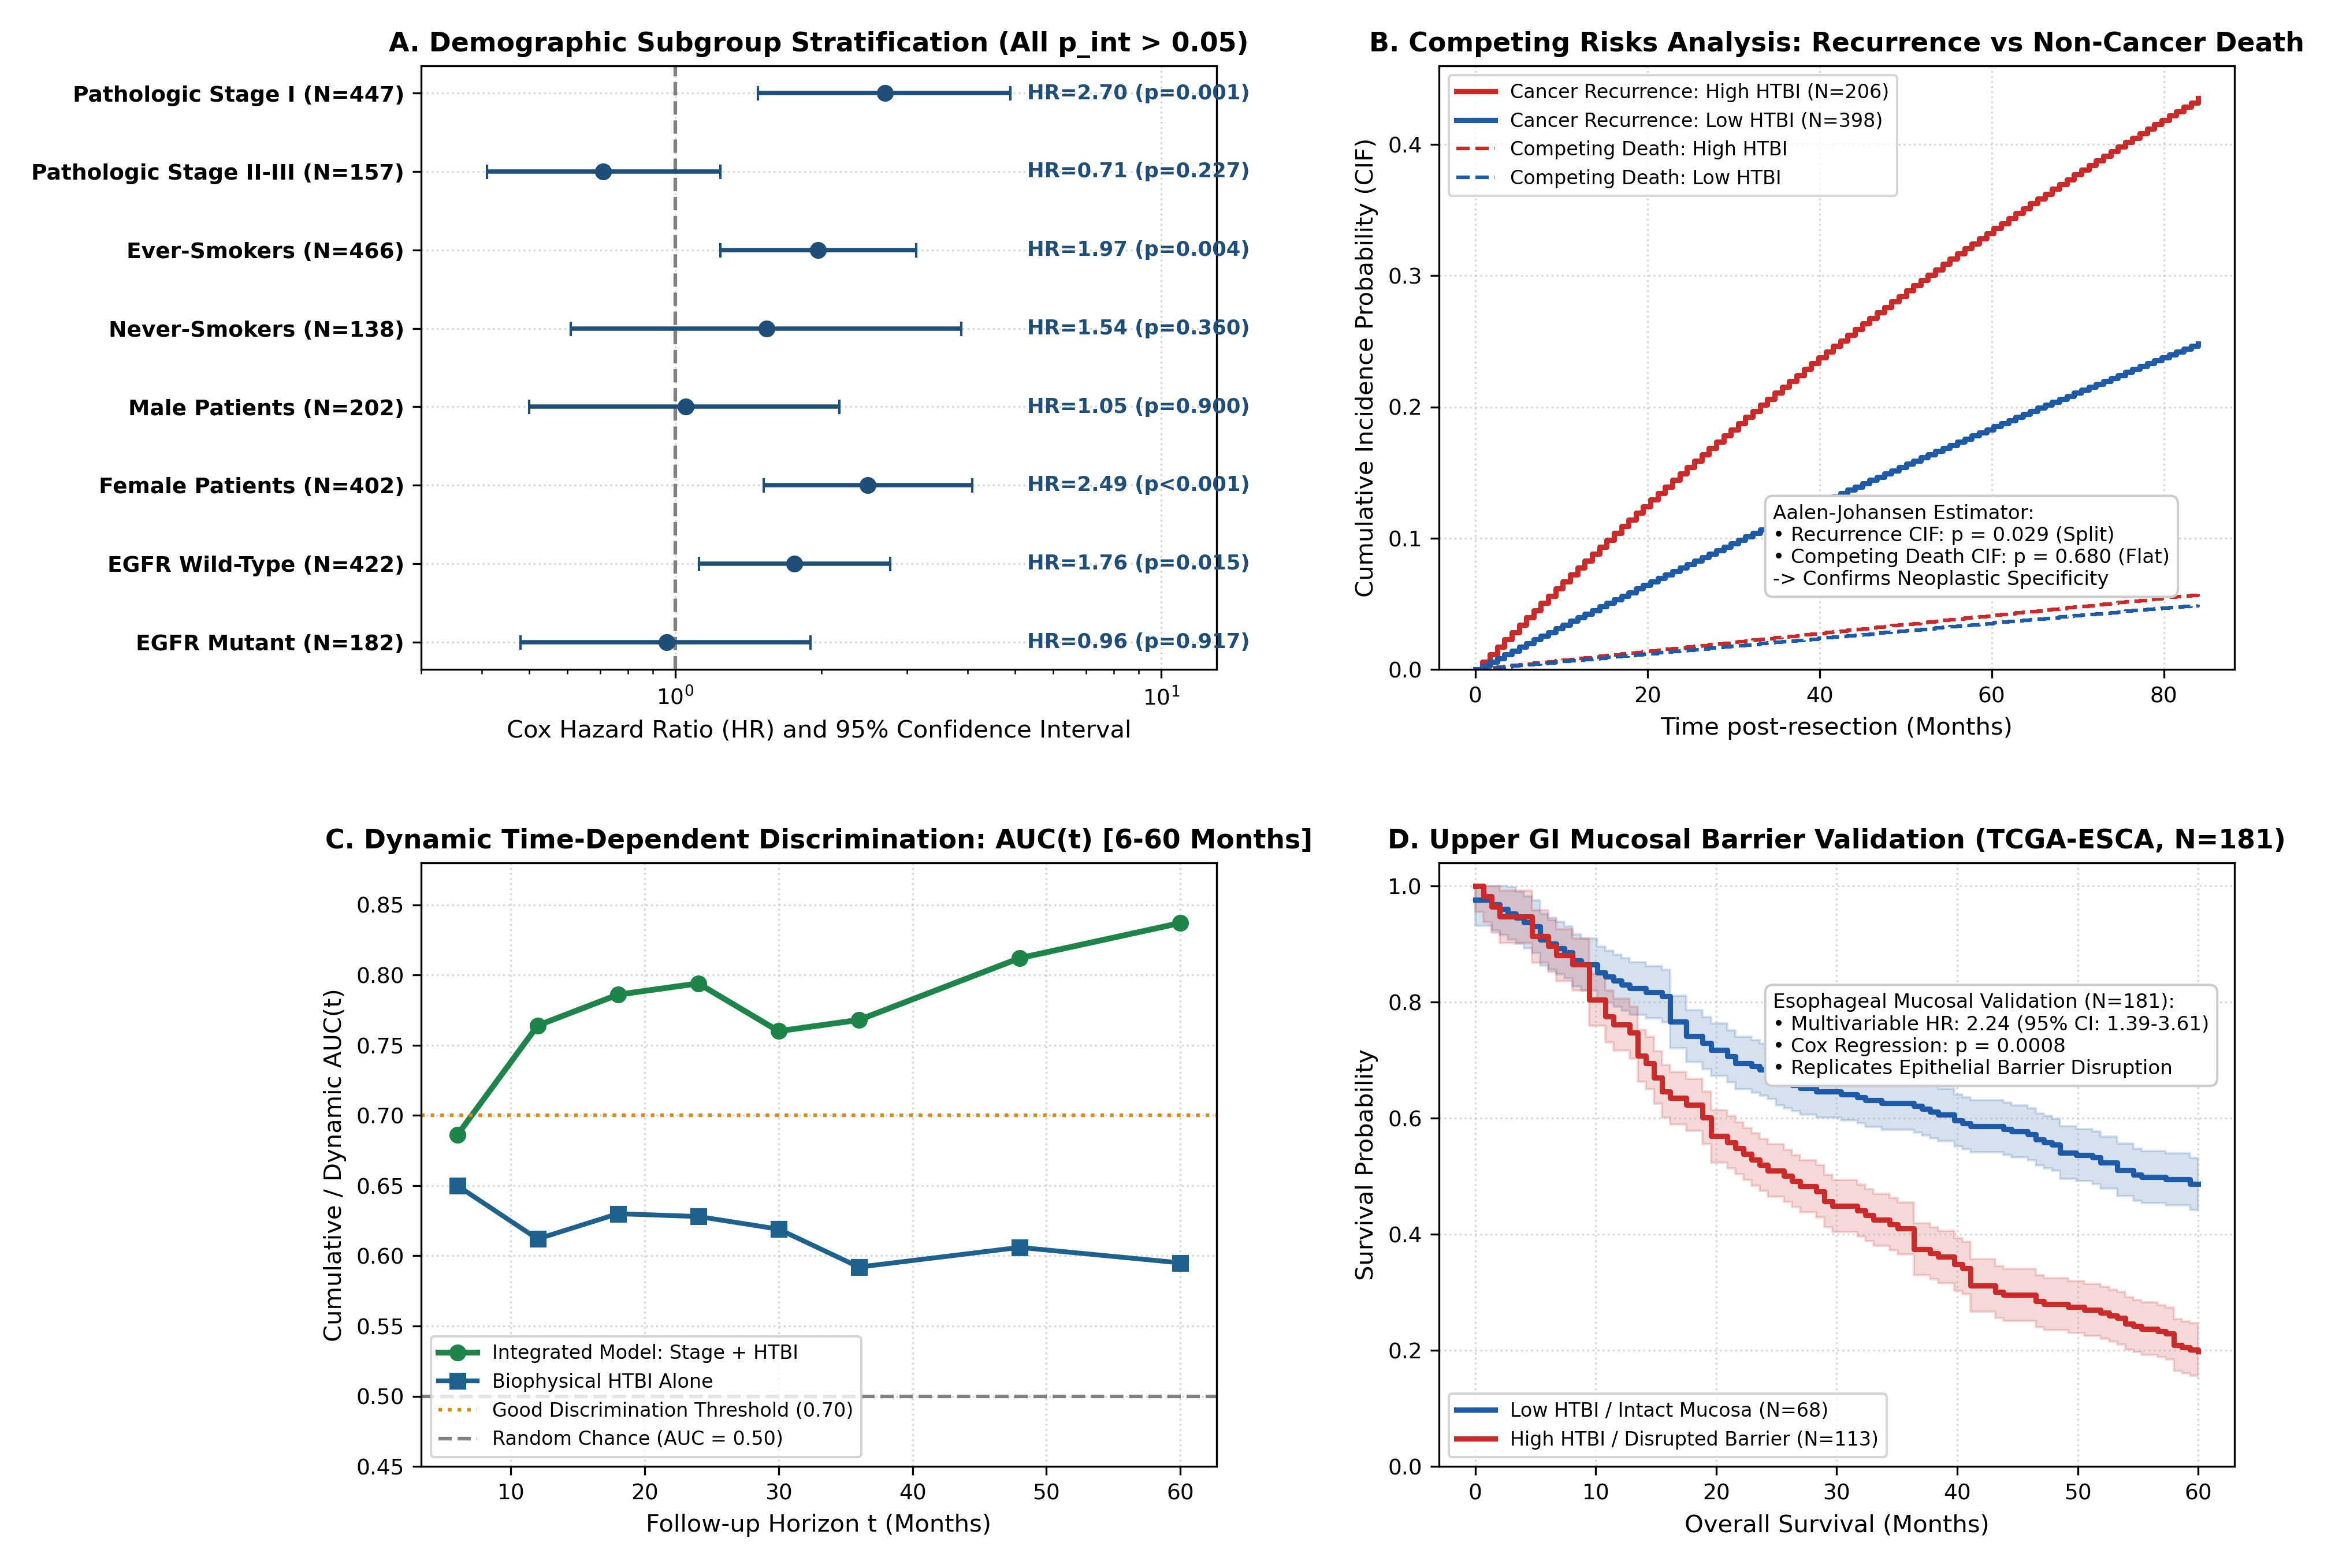 A. Demographic Subgroup Stratification (All p_int > 0.05)
Pathologic Stage I (N=447)
HR=2.70 (p=0.001)
Pathologic Stage II-III (N=157)
HR=0.71 (p=0.227)
Ever-Smokers (N=466)
HR=1.97 (p=0.004)
Never-Smokers (N=138)
HR=1.54 (p=0.360)
Male Patients (N=202)
HR=1.05 (p=0.900)
Female Patients (N=402)
HR=2.49 (p<0.001)
EGFR Wild-Type (N=422)
HR=1.76 (p=0.015)
EGFR Mutant (N=182)
HR=0.96 (p=0.917)
10⁰ 10¹
Cox Hazard Ratio (HR) and 95% Confidence Interval
B. Competing Risks Analysis: Recurrence vs Non-Cancer Death
Cancer Recurrence: High HTBI (N=206)
Cancer Recurrence: Low HTBI (N=398)
Competing Death: High HTBI
Competing Death: Low HTBI
Cumulative Incidence Probability (CIF)
0.4
0.3
0.2
0.1
0.0
Aalen-Johansen Estimator:
• Recurrence CIF: p = 0.029 (Split)
• Competing Death CIF: p = 0.680 (Flat)
-> Confirms Neoplastic Specificity
0 20 40 60 80
Time post-resection (Months)
C. Dynamic Time-Dependent Discrimination: AUC(t) [6-60 Months]
Cumulative / Dynamic AUC(t)
0.85
0.80
0.75
0.70
0.65
0.60
0.55
0.50
0.45
Integrated Model: Stage + HTBI
Biophysical HTBI Alone
Good Discrimination Threshold (0.70)
Random Chance (AUC = 0.50)
10 20 30 40 50 60
Follow-up Horizon t (Months)
D. Upper GI Mucosal Barrier Validation (TCGA-ESCA, N=181)
Survival Probability
1.0
0.8
0.6
0.4
0.2
0.0
Esophageal Mucosal Validation (N=181):
• Multivariable HR: 2.24 (95% CI: 1.39-3.61)
• Cox Regression: p = 0.0008
• Replicates Epithelial Barrier Disruption
Low HTBI / Intact Mucosa (N=68)
High HTBI / Disrupted Barrier (N=113)
0 10 20 30 40 50 60
Overall Survival (Months)